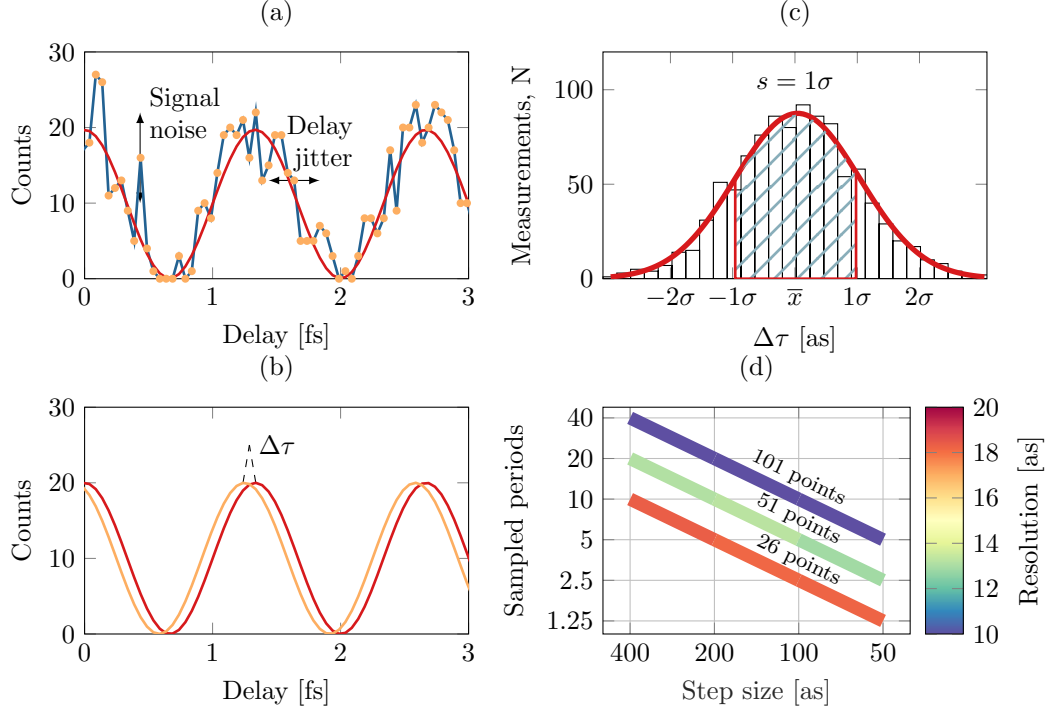 (a)
30
20
10
0
Counts
Signal
noise
Delay
jitter
0
1
2
3
Delay [fs]
(c)
Measurements, N
100
50
0
s = 1σ
−2σ
−1σ
x̅
1σ
2σ
Δτ [as]
(b)
30
20
10
0
Counts
Δτ
0
1
2
3
Delay [fs]
(d)
Sampled periods
40
20
10
5
2.5
1.25
101 points
51 points
26 points
400
200
100
50
Step size [as]
20
18
16
14
12
10
Resolution [as]